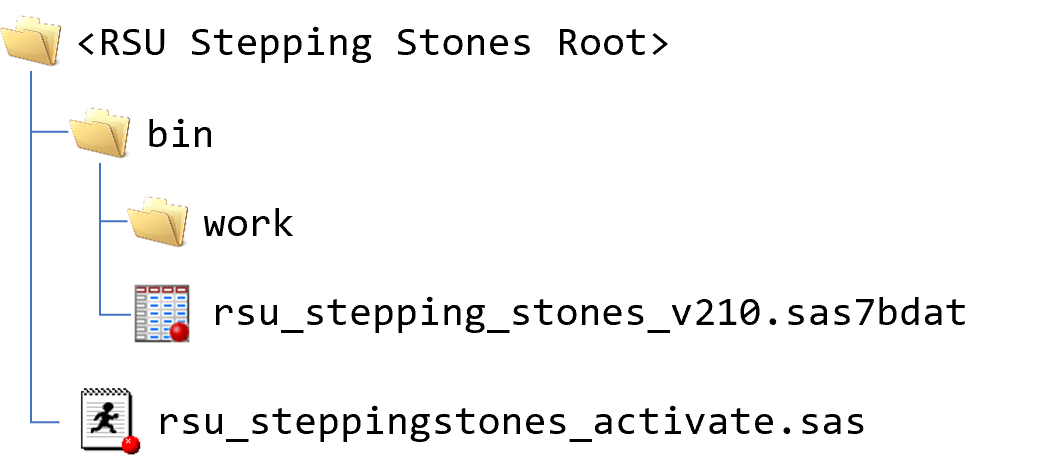 <RSU Stepping Stones Root>
bin
work
rsu_stepping_stones_v210.sas7bdat
rsu_steppingstones_activate.sas